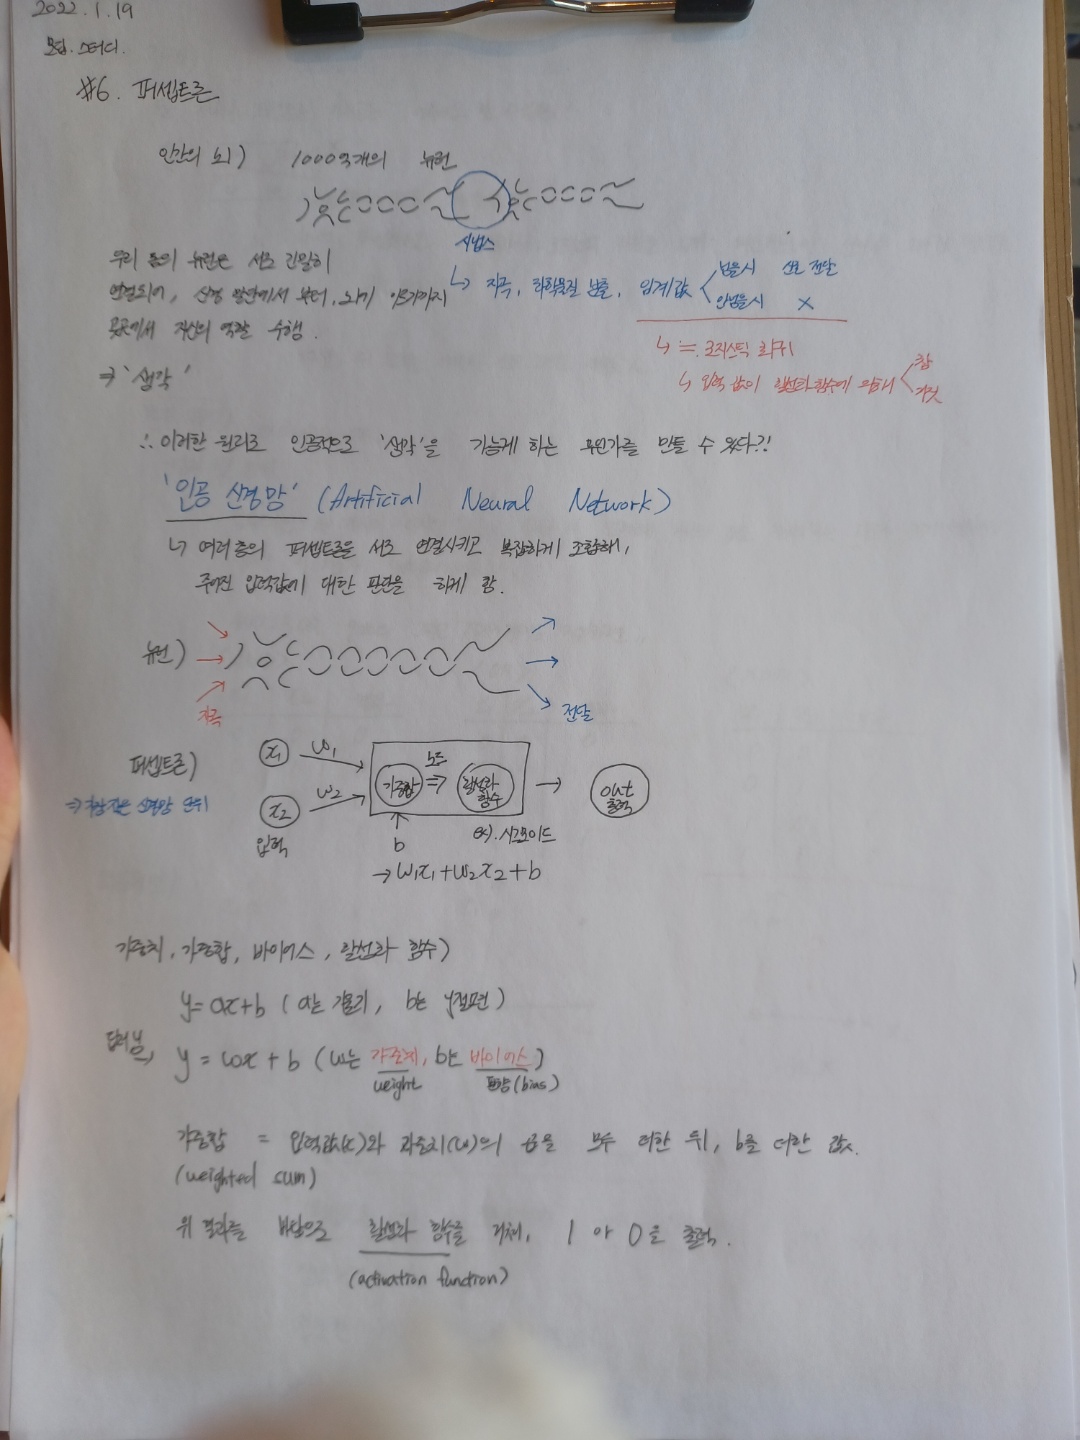 2022.1.19
모딥.스터디.
#6. 퍼셉트론
인간의 뇌) 1000억개의 뉴런
시냅스
우리 몸의 뉴런은 서로 긴밀히
연결되어, 신경 말단에서 부터, 뇌에 이르기까지
곳곳에서 자신의 역할 수행.
⇒ '생각'
↳ 자극, 화학물질 방출, 임계값
넘을시 신호 전달
안넘을시 X
↳ ≒ 로지스틱 회귀
↳ 입력 값이 활성화함수에 의해
참
거짓
∴ 이러한 원리로 인공적으로 '생각'을 가능케 하는 무언가를 만들 수 있다?!
'인공 신경망' (Artificial Neural Network)
↳ 여러층의 퍼셉트론을 서로 연결시키고 복잡하게 조합해,
주어진 입력값에 대한 판단을 하게 함.
뉴런)
자극
전달
퍼셉트론)
⇒ 가장작은 신경망 단위
x1 w1
x2 w2
입력
노드
가중합 ⇒ 활성화 함수
→ out 출력
b
ex). 시그모이드
→ w1x1+w2x2+b
가중치, 가중합, 바이어스, 활성화 함수)
y=ax+b (a는 기울기, b는 y절편)
딥러닝
y = wx + b (w는 가중치, b는 바이어스)
weight 편향(bias)
가중합 = 입력값(x)와 가중치(w)의 곱을 모두 더한 뒤, b를 더한 값.
(weighted sum)
위 결과를 바탕으로 활성화 함수를 거쳐, 1 or 0을 출력.
(activation function)